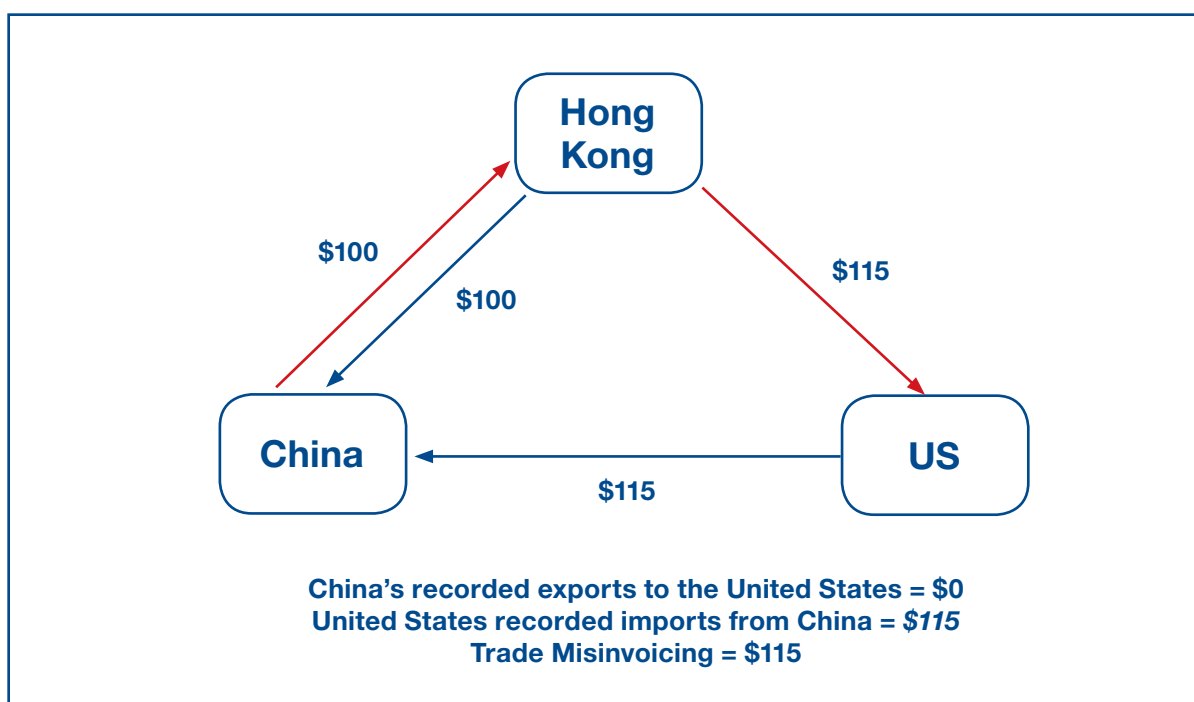 Hong
Kong
$100
$100
$115
China
US
$115
China’s recorded exports to the United States = $0
United States recorded imports from China = $115
Trade Misinvoicing = $115